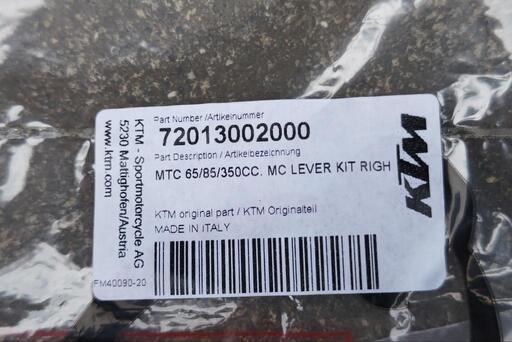 KTM - Sportmotorcycle AG
5230 Mattighofen/Austria
www.ktm.com
Part Number /Artikelnummer
72013002000
Part Description / Artikelbezeichnung
MTC 65/85/350CC. MC LEVER KIT RIGH
KTM original part / KTM Originalteil
MADE IN ITALY
FM40090-20
KTM